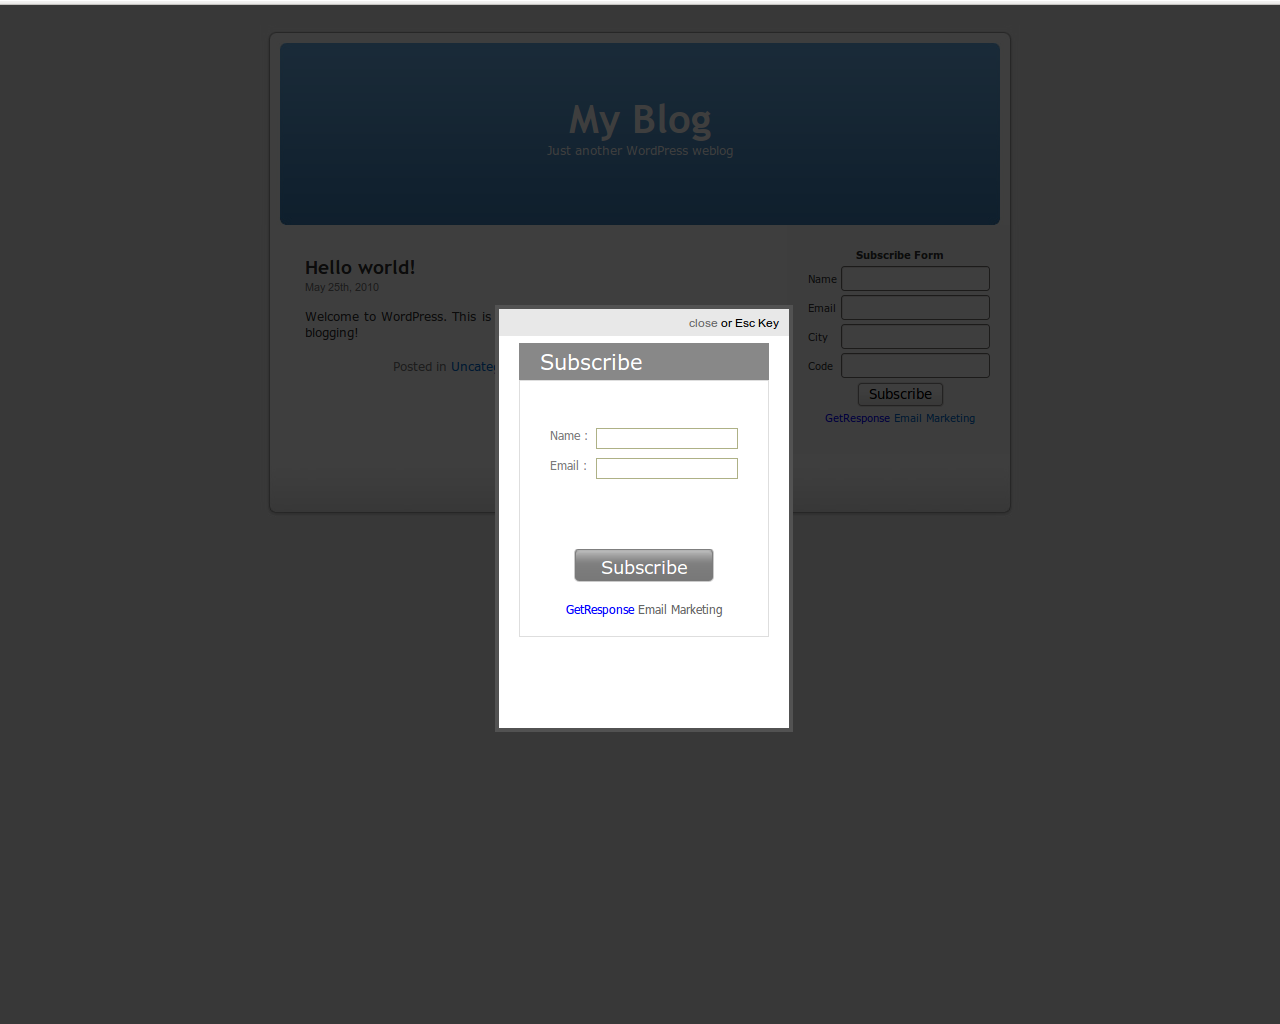 My Blog
Just another WordPress weblog
Hello world!
May 25th, 2010
Welcome to WordPress. This is
blogging!
Posted in Uncate
Subscribe Form
Name
Email
City
Code
Subscribe
GetResponse Email Marketing
close or Esc Key
Subscribe
Name :
Email :
Subscribe
GetResponse Email Marketing